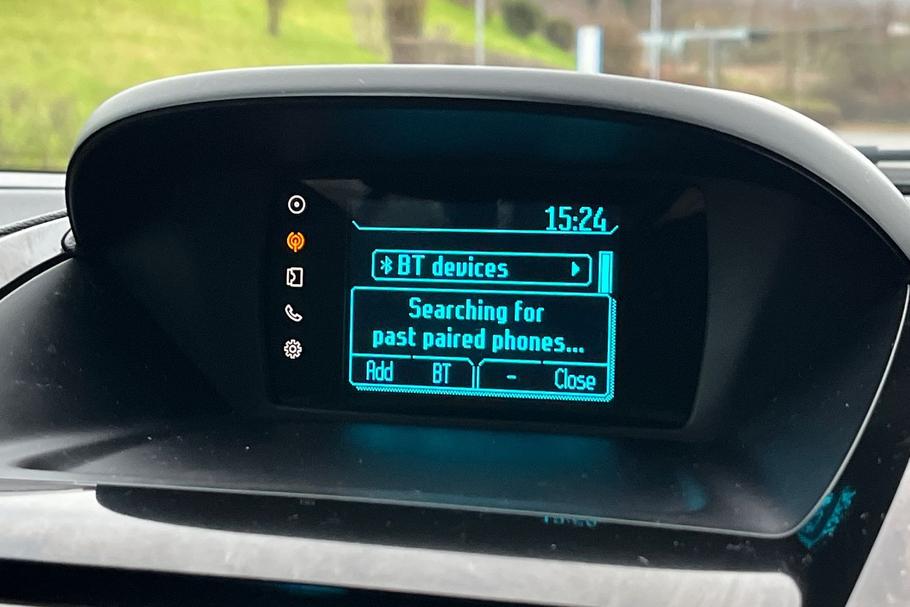 15:24
BT devices
Searching for
past paired phones...
Add BT - Close